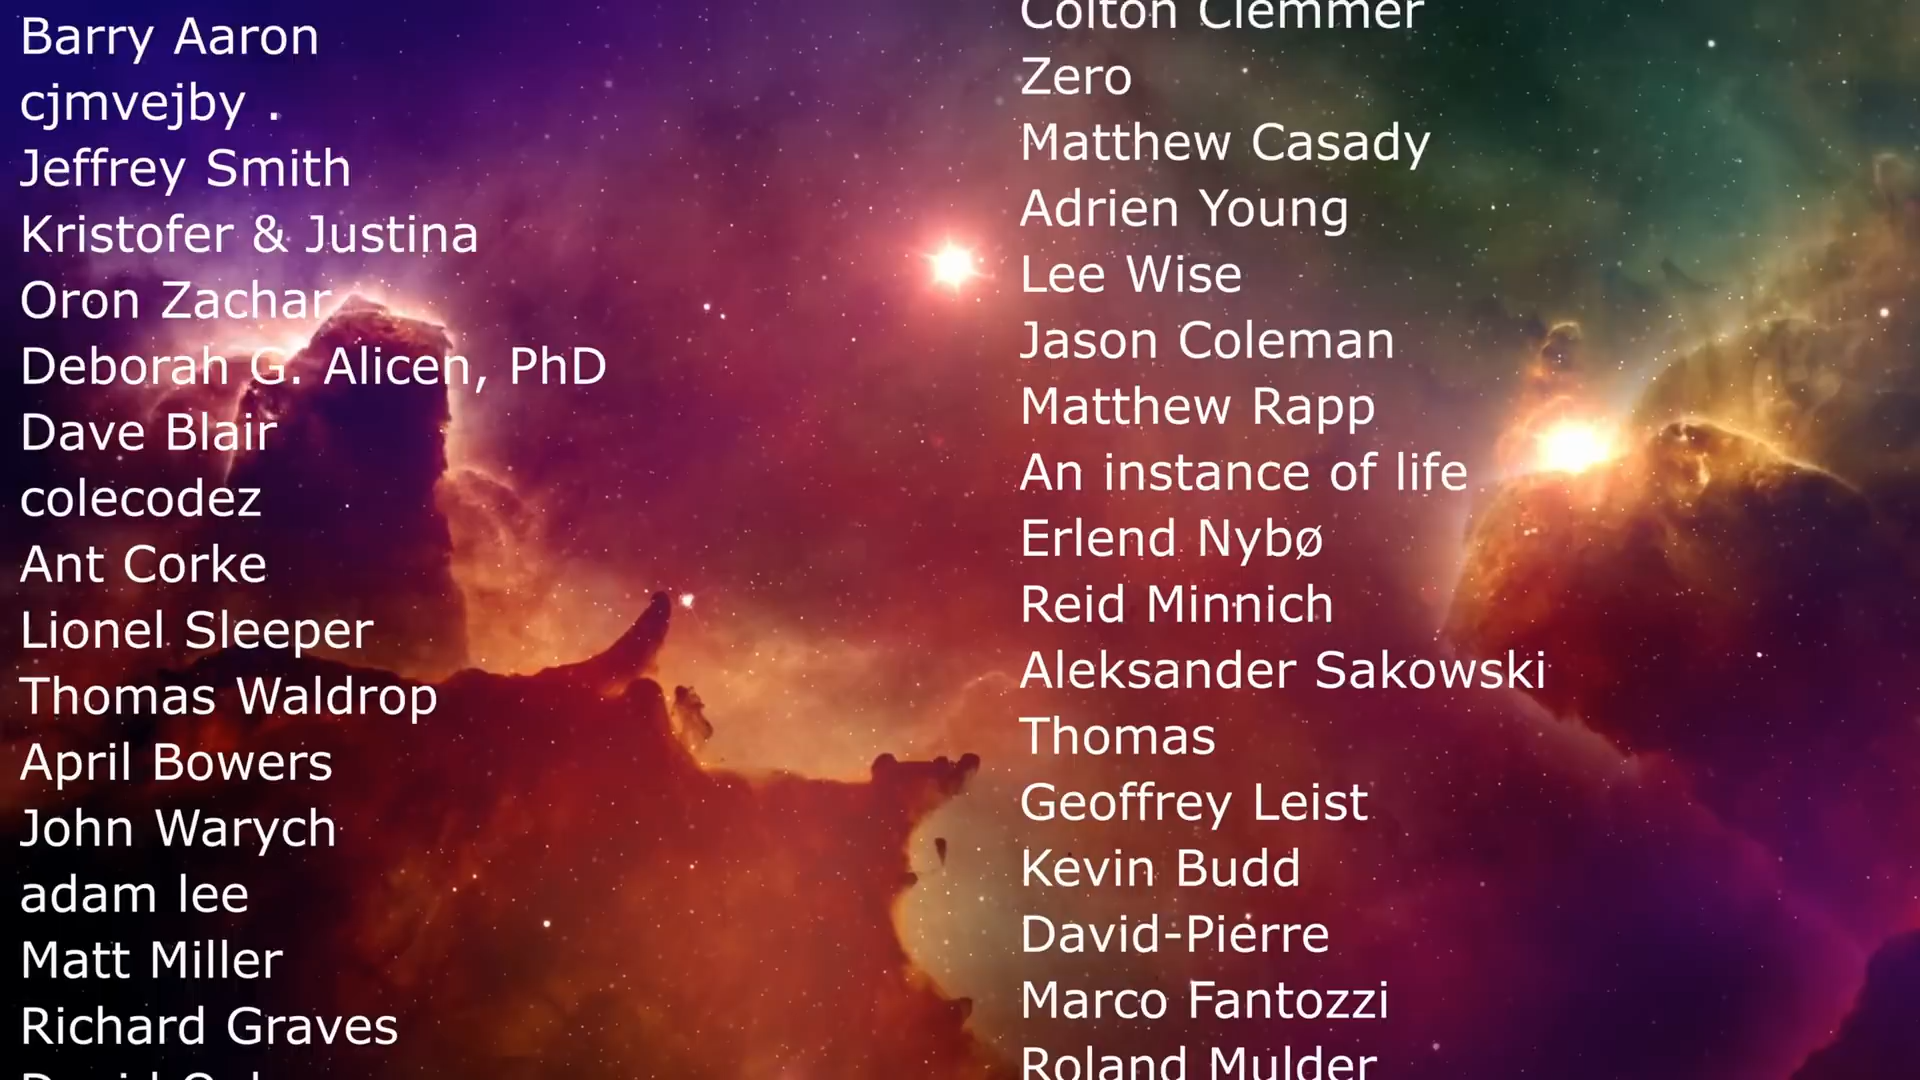 Barry Aaron
cjmvejby .
Jeffrey Smith
Kristofer & Justina
Oron Zachar
Deborah G. Alicen, PhD
Dave Blair
colecodez
Ant Corke
Lionel Sleeper
Thomas Waldrop
April Bowers
John Warych
adam lee
Matt Miller
Richard Graves
David
Colton Clemmer
Zero
Matthew Casady
Adrien Young
Lee Wise
Jason Coleman
Matthew Rapp
An instance of life
Erlend Nybø
Reid Minnich
Aleksander Sakowski
Thomas
Geoffrey Leist
Kevin Budd
David-Pierre
Marco Fantozzi
Roland Mulder